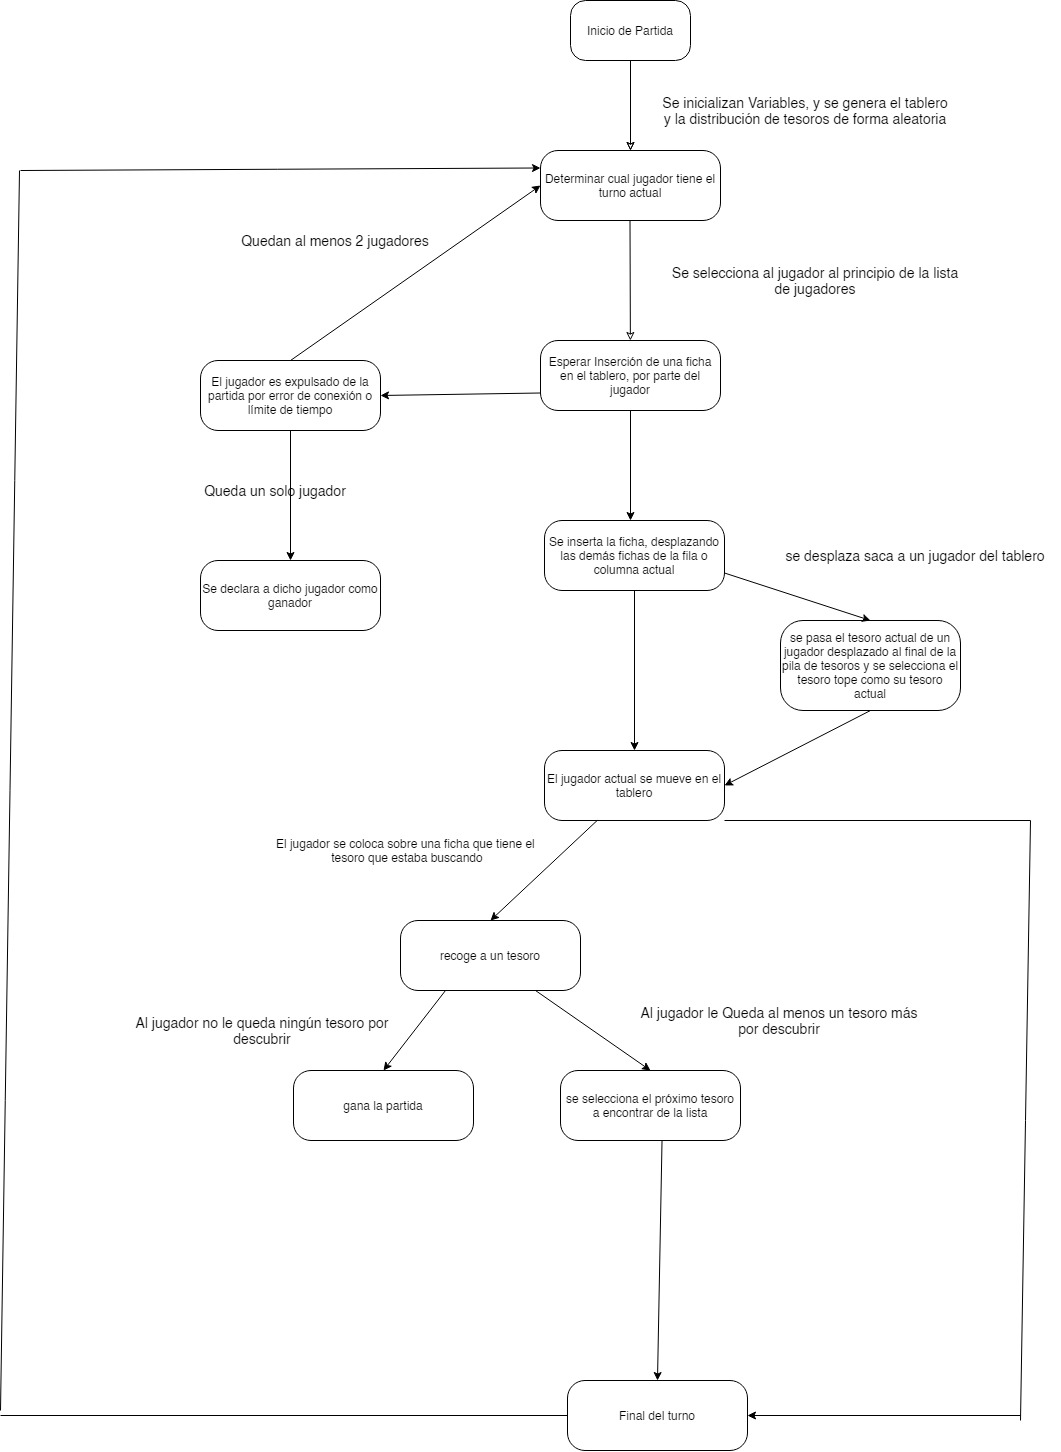 Inicio de Partida
Se inicializan Variables, y se genera el tablero
y la distribución de tesoros de forma aleatoria
Determinar cual jugador tiene el
turno actual
Quedan al menos 2 jugadores
Se selecciona al jugador al principio de la lista
de jugadores
Esperar Inserción de una ficha
en el tablero, por parte del
jugador
El jugador es expulsado de la
partida por error de conexión o
límite de tiempo
Queda un solo jugador
Se inserta la ficha, desplazando
las demás fichas de la fila o
columna actual
se desplaza saca a un jugador del tablero
Se declara a dicho jugador como
ganador
se pasa el tesoro actual de un
jugador desplazado al final de la
pila de tesoros y se selecciona el
tesoro tope como su tesoro
actual
El jugador actual se mueve en el
tablero
El jugador se coloca sobre una ficha que tiene el
tesoro que estaba buscando
recoge a un tesoro
Al jugador no le queda ningún tesoro por
descubrir
Al jugador le Queda al menos un tesoro más
por descubrir
gana la partida
se selecciona el próximo tesoro
a encontrar de la lista
Final del turno